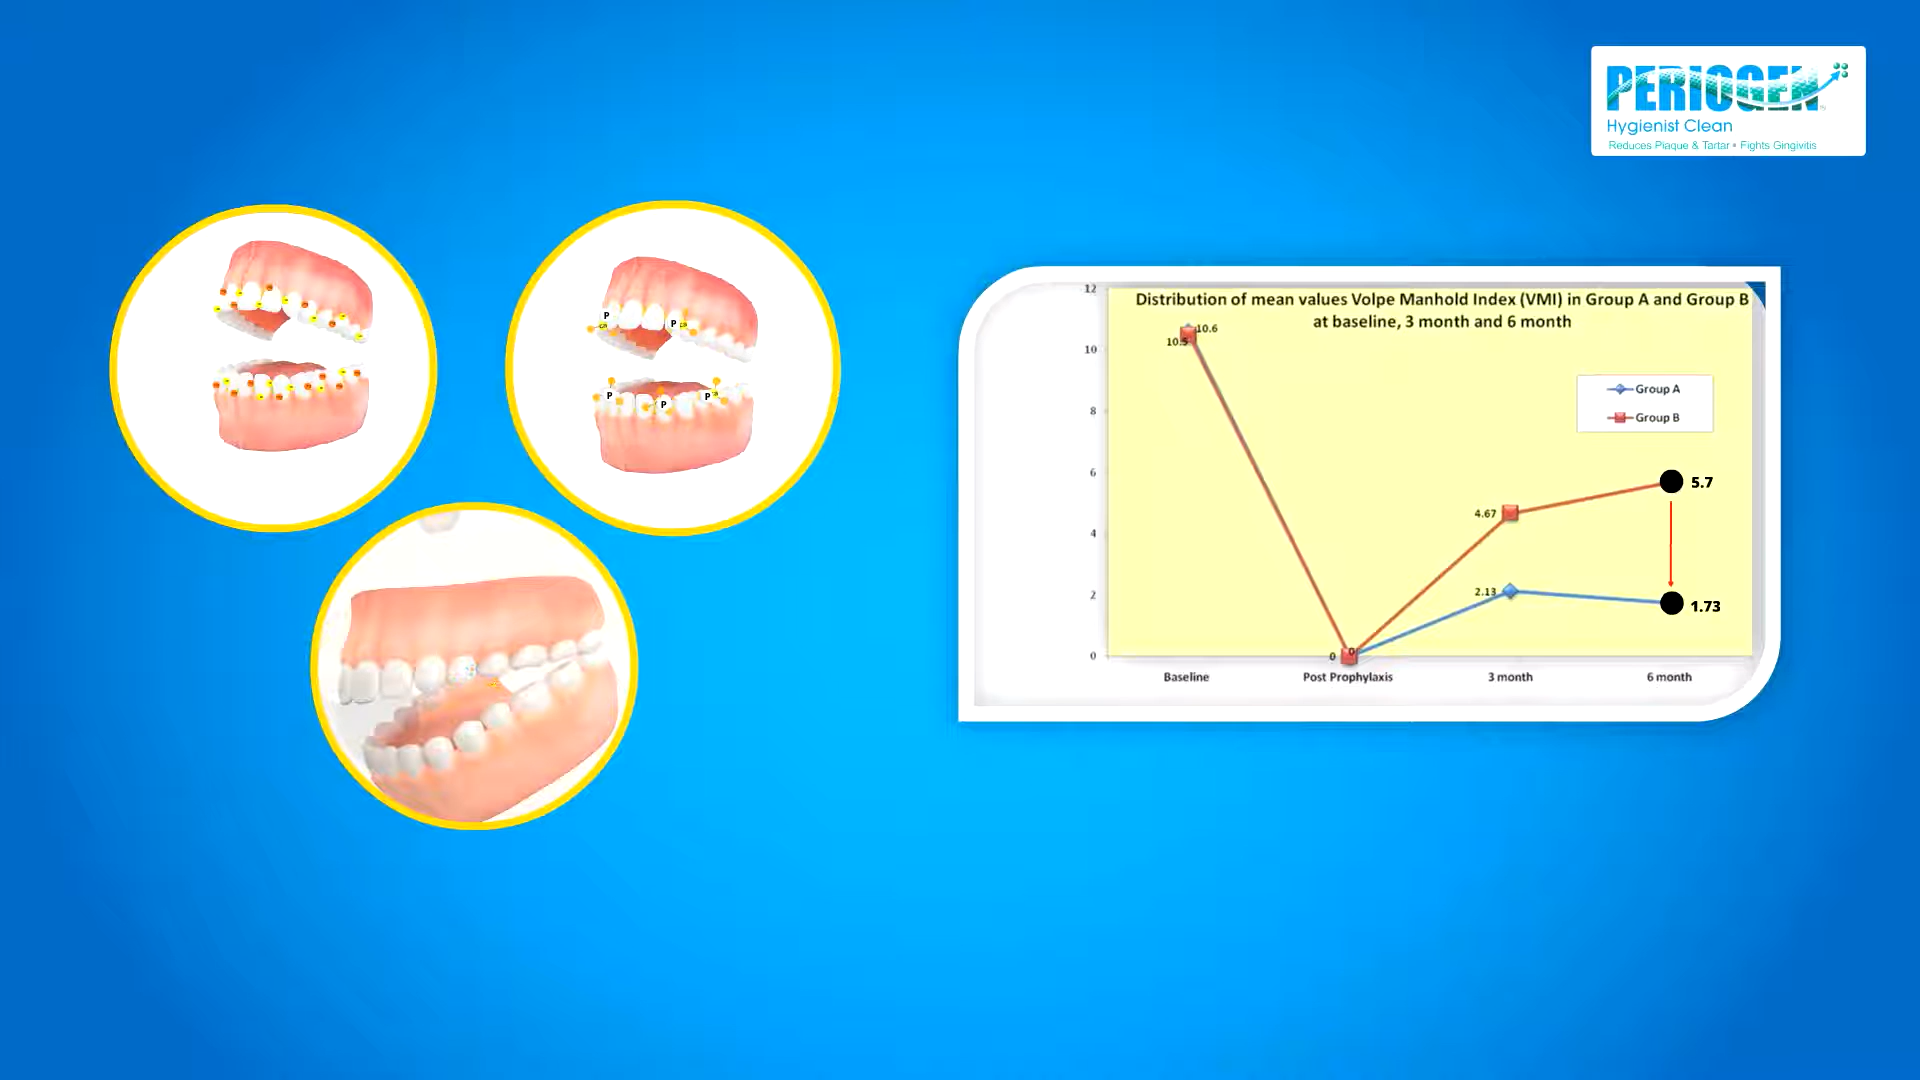 PERIOGEN
Hygienist Clean
Reduces Plaque & Tartar • Fights Gingivitis
P
P
P
P
P
Distribution of mean values Volpe Manhold Index (VMI) in Group A and Group B
at baseline, 3 month and 6 month
12
10
8
6
4
2
0
10.6
10.5
Group A
Group B
5.7
4.67
2.13
1.73
0
0
Baseline
Post Prophylaxis
3 month
6 month